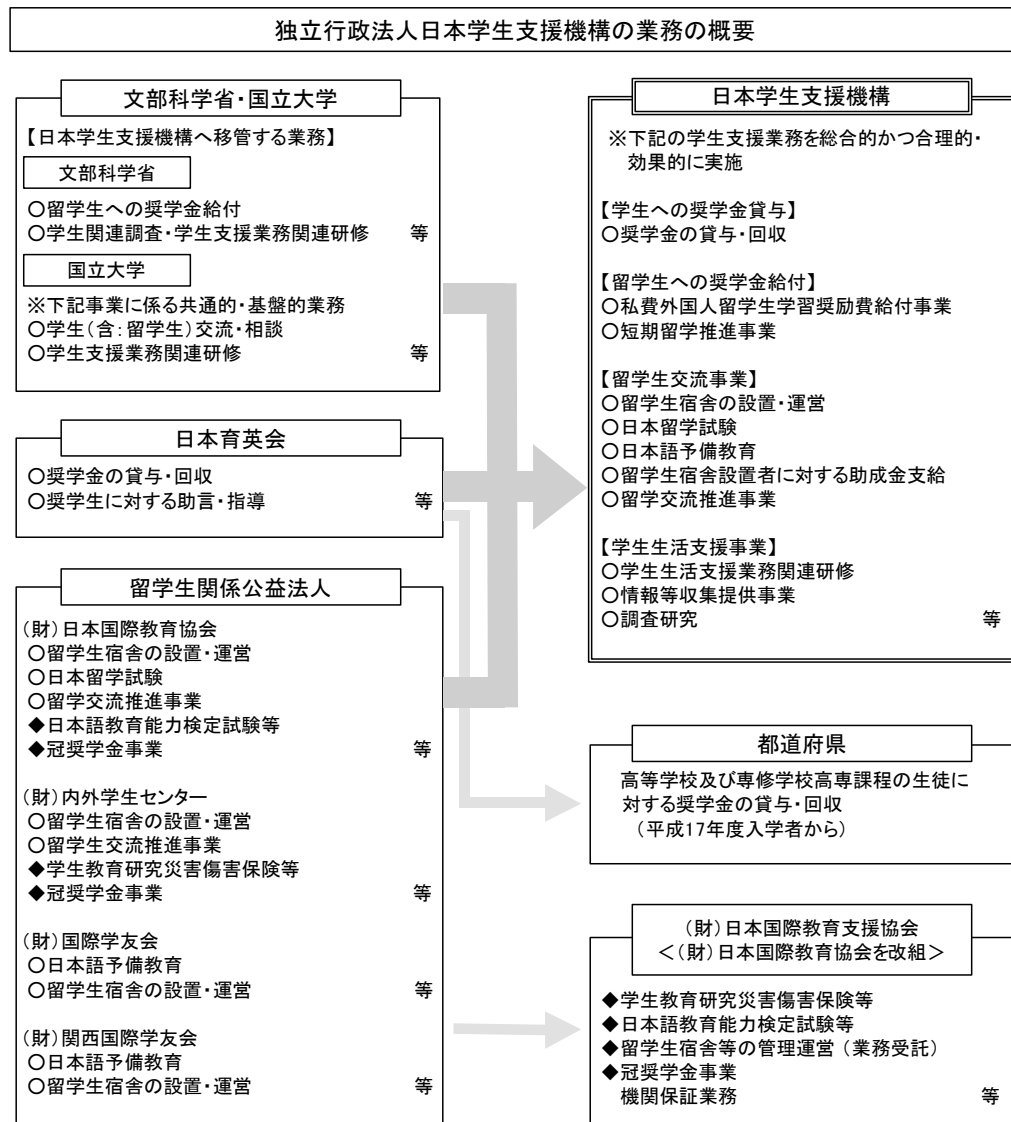 独立行政法人日本学生支援機構の業務の概要
文部科学省・国立大学
【日本学生支援機構へ移管する業務】
文部科学省
○留学生への奨学金給付
○学生関連調査・学生支援業務関連研修 等
国立大学
※下記事業に係る共通的・基盤的業務
○学生(含:留学生)交流・相談
○学生支援業務関連研修 等
日本育英会
○奨学金の貸与・回収
○奨学生に対する助言・指導 等
留学生関係公益法人
(財)日本国際教育協会
○留学生宿舎の設置・運営
○日本留学試験
○留学交流推進事業
◆日本語教育能力検定試験等
◆冠奨学金事業 等
(財)内外学生センター
○留学生宿舎の設置・運営
○留学生交流推進事業
◆学生教育研究災害傷害保険等
◆冠奨学金事業 等
(財)国際学友会
○日本語予備教育
○留学生宿舎の設置・運営 等
(財)関西国際学友会
○日本語予備教育
○留学生宿舎の設置・運営 等
日本学生支援機構
※下記の学生支援業務を総合的かつ合理的・
効果的に実施
【学生への奨学金貸与】
○奨学金の貸与・回収
【留学生への奨学金給付】
○私費外国人留学生学習奨励費給付事業
○短期留学推進事業
【留学生交流事業】
○留学生宿舎の設置・運営
○日本留学試験
○日本語予備教育
○留学生宿舎設置者に対する助成金支給
○留学交流推進事業
【学生生活支援事業】
○学生生活支援業務関連研修
○情報等収集提供事業
○調査研究 等
都道府県
高等学校及び専修学校高専課程の生徒に
対する奨学金の貸与・回収
(平成17年度入学者から)
(財)日本国際教育支援協会
<(財)日本国際教育協会を改組>
◆学生教育研究災害傷害保険等
◆日本語教育能力検定試験等
◆留学生宿舎等の管理運営(業務受託)
◆冠奨学金事業
機関保証業務 等